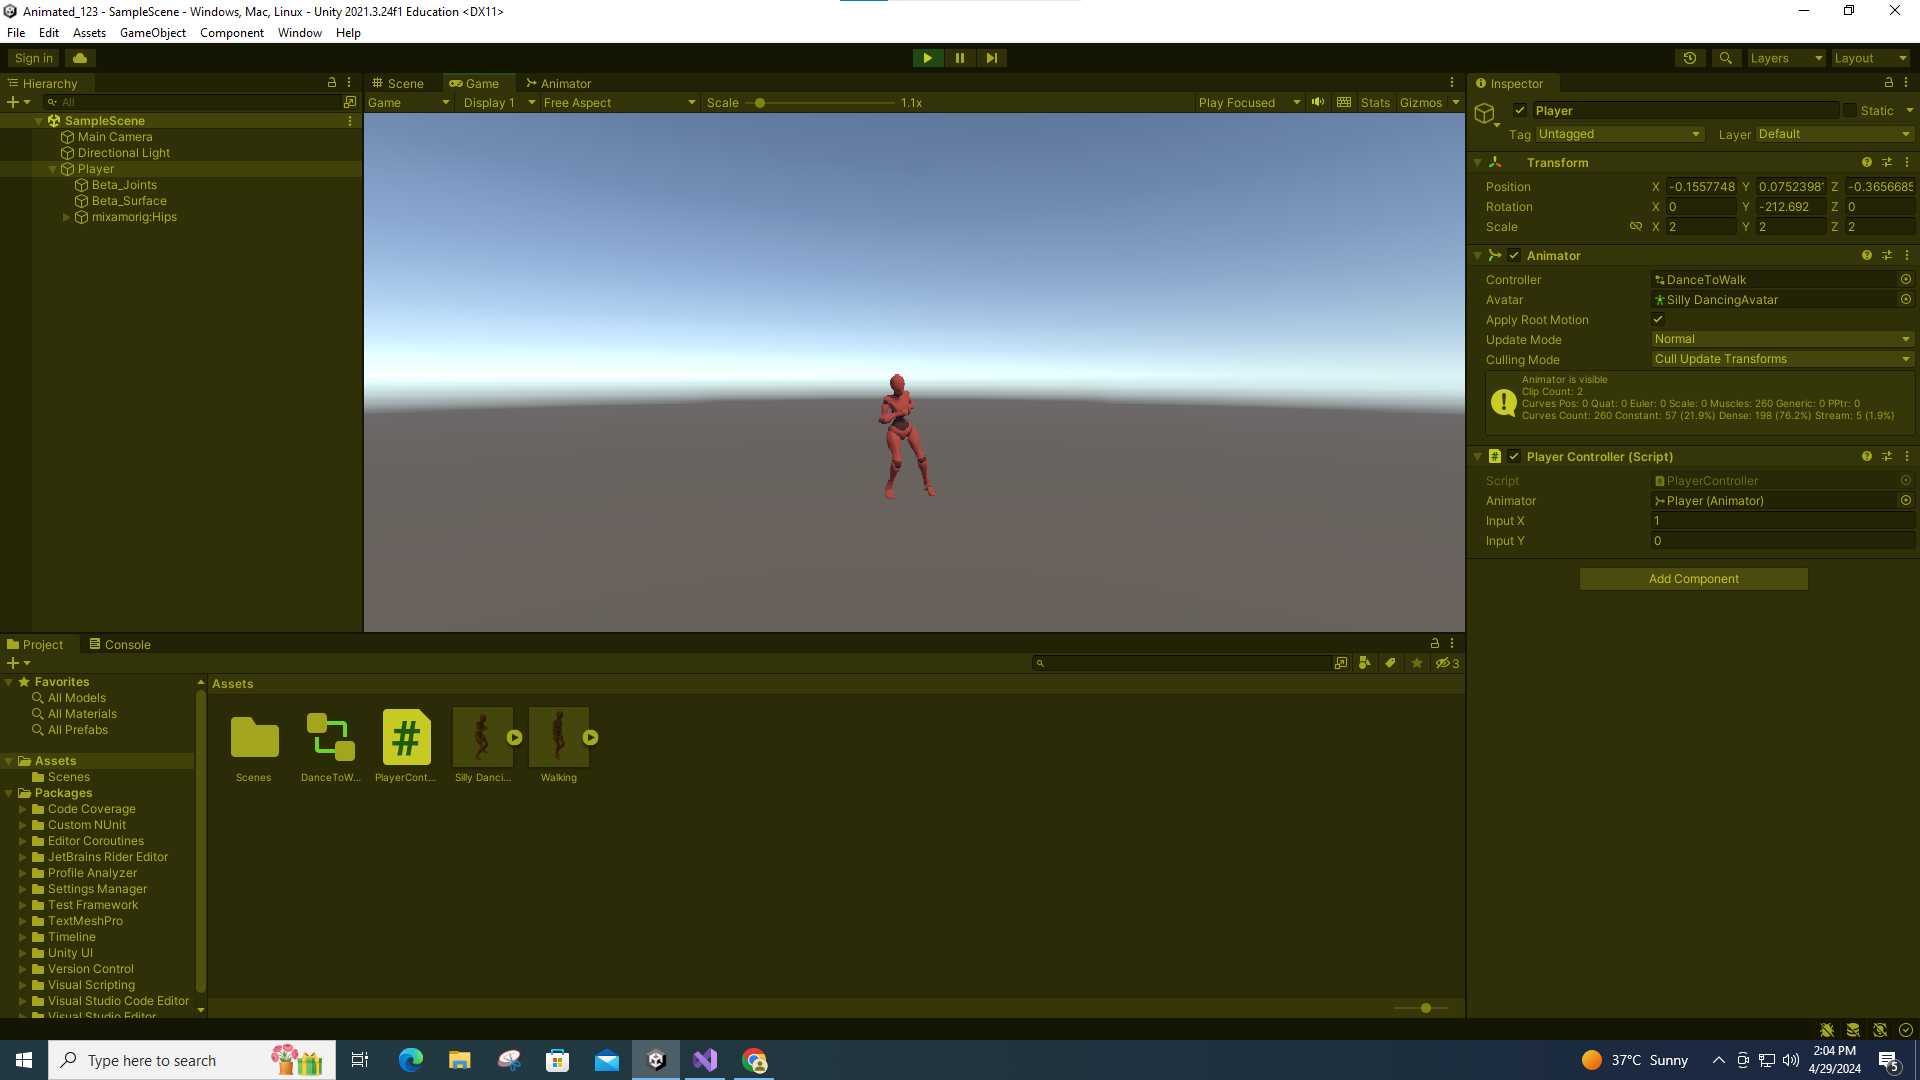 Animated_123 - SampleScene - Windows, Mac, Linux - Unity 2021.3.24f1 Education <DX11>
File Edit Assets GameObject Component Window Help
Sign in
Layers Layout
Hierarchy
All
SampleScene
Main Camera
Directional Light
Player
Beta_Joints
Beta_Surface
mixamorig:Hips
Scene Game Animator
Game Display 1 Free Aspect Scale 1.1x Play Focused Stats Gizmos
Inspector
Player Static
Tag Untagged Layer Default
Transform
Position X -0.1557748 Y 0.0752398 Z -0.3656685
Rotation X 0 Y -212.692 Z 0
Scale X 2 Y 2 Z 2
Animator
Controller DanceToWalk
Avatar Silly DancingAvatar
Apply Root Motion
Update Mode Normal
Culling Mode Cull Update Transforms
Animator is visible
Clip Count: 2
Curves Pos: 0 Quat: 0 Euler: 0 Scale: 0 Muscles: 260 Generic: 0 PPtr: 0
Curves Count: 260 Constant: 57 (21.9%) Dense: 198 (76.2%) Stream: 5 (1.9%)
# Player Controller (Script)
Script PlayerController
Animator Player (Animator)
Input X 1
Input Y 0
Add Component
Project Console
3
Favorites
All Models
All Materials
All Prefabs
Assets
Scenes
Packages
Code Coverage
Custom NUnit
Editor Coroutines
JetBrains Rider Editor
Profile Analyzer
Settings Manager
Test Framework
TextMeshPro
Timeline
Unity UI
Version Control
Visual Scripting
Visual Studio Code Editor
Visual Studio Editor
Assets
#
Scenes DanceToW... PlayerCont... Silly Danci... Walking
Type here to search
37°C Sunny
2:04 PM
4/29/2024
5